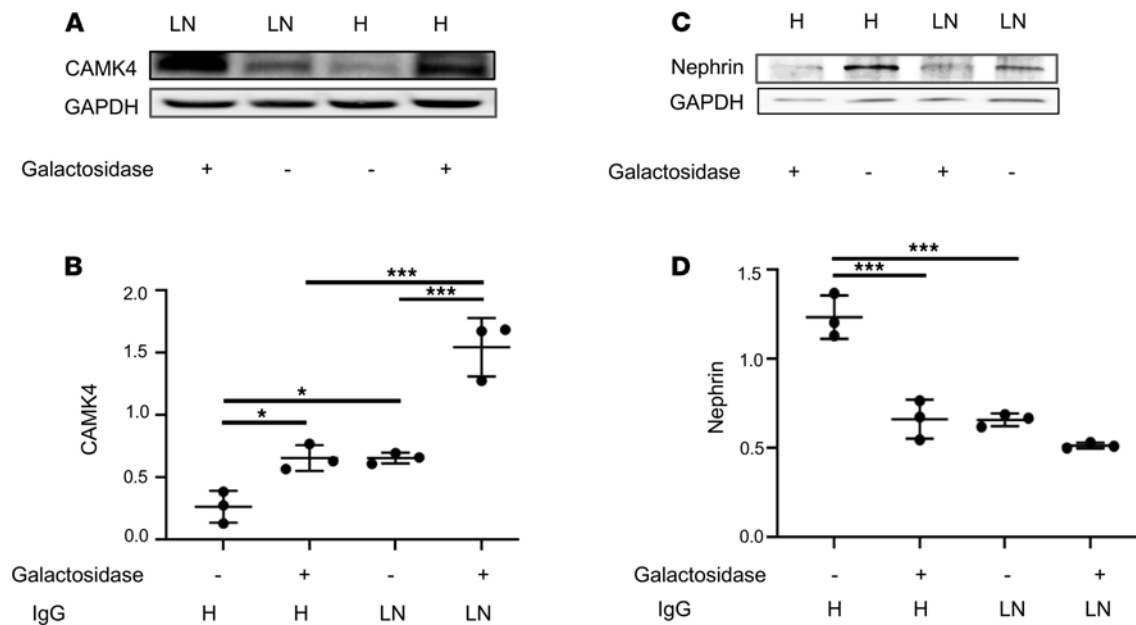 A
LN LN H H
CAMK4
GAPDH
Galactosidase + - - +
B
***
***
*
*
2.0
1.5
1.0
0.5
0.0
CAMK4
Galactosidase - + - +
IgG H H LN LN
C
H H LN LN
Nephrin
GAPDH
Galactosidase + - + -
D
***
***
1.5
1.0
0.5
0.0
Nephrin
Galactosidase - + - +
IgG H H LN LN